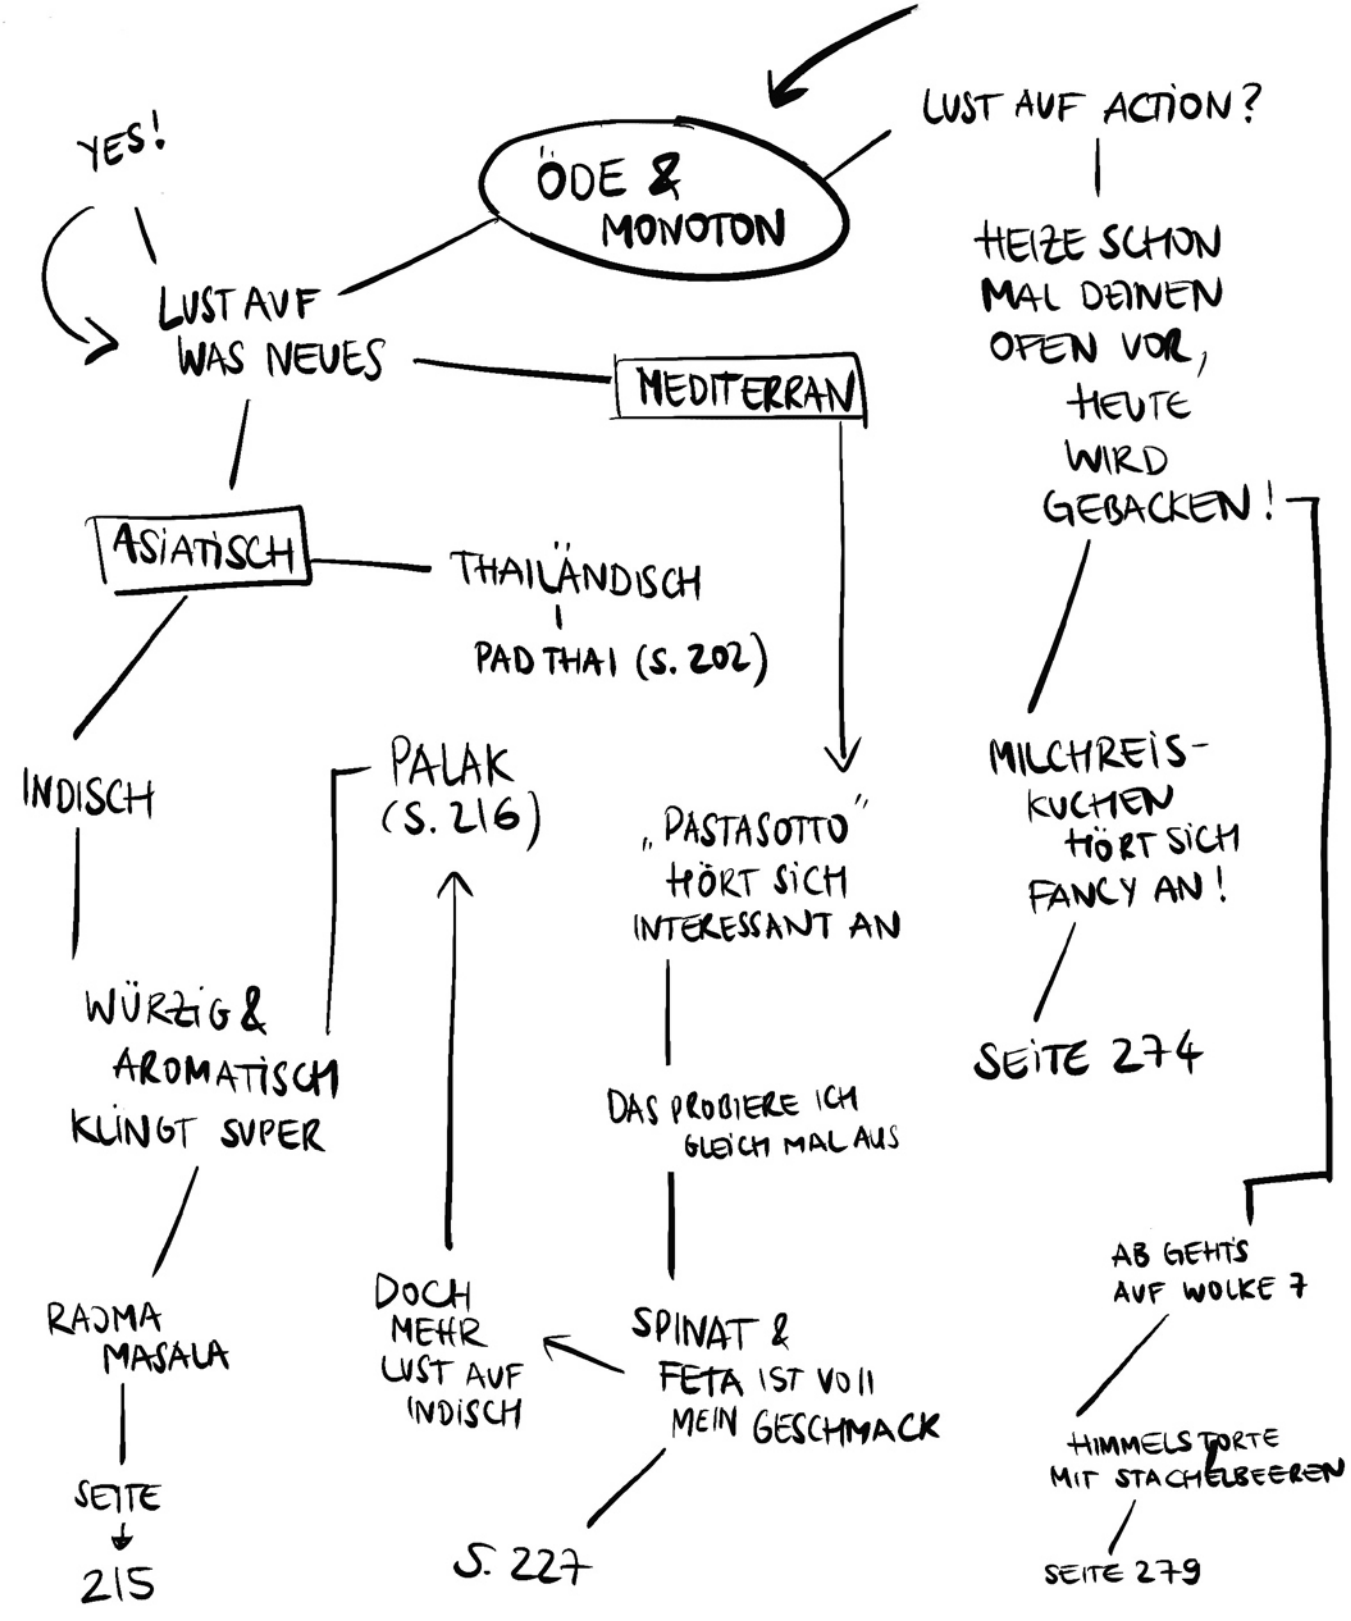 LUST AUF ACTION?
YES!
ÖDE &
MONOTON
HEIZE SCHON
MAL DEINEN
OFEN VOR,
HEUTE
WIRD
GEBACKEN!
LUST AUF
WAS NEUES
MEDITERRAN
ASIATISCH
THAILÄNDISCH
PAD THAI (S. 202)
INDISCH
PALAK
(S. 216)
„PASTASOTTO"
HÖRT SICH
INTERESSANT AN
MILCHREIS-
KUCHEN
HÖRT SICH
FANCY AN!
SEITE 274
WÜRZIG &
AROMATISCH
KLINGT SUPER
DAS PROBIERE ICH
GLEICH MAL AUS
RAJMA
MASALA
SEITE
215
DOCH
MEHR
LUST AUF
INDISCH
SPINAT &
FETA IST VOll
MEIN GESCHMACK
S. 227
AB GEHTS
AUF WOLKE 7
HIMMELSTORTE
MIT STACHELBEEREN
SEITE 279